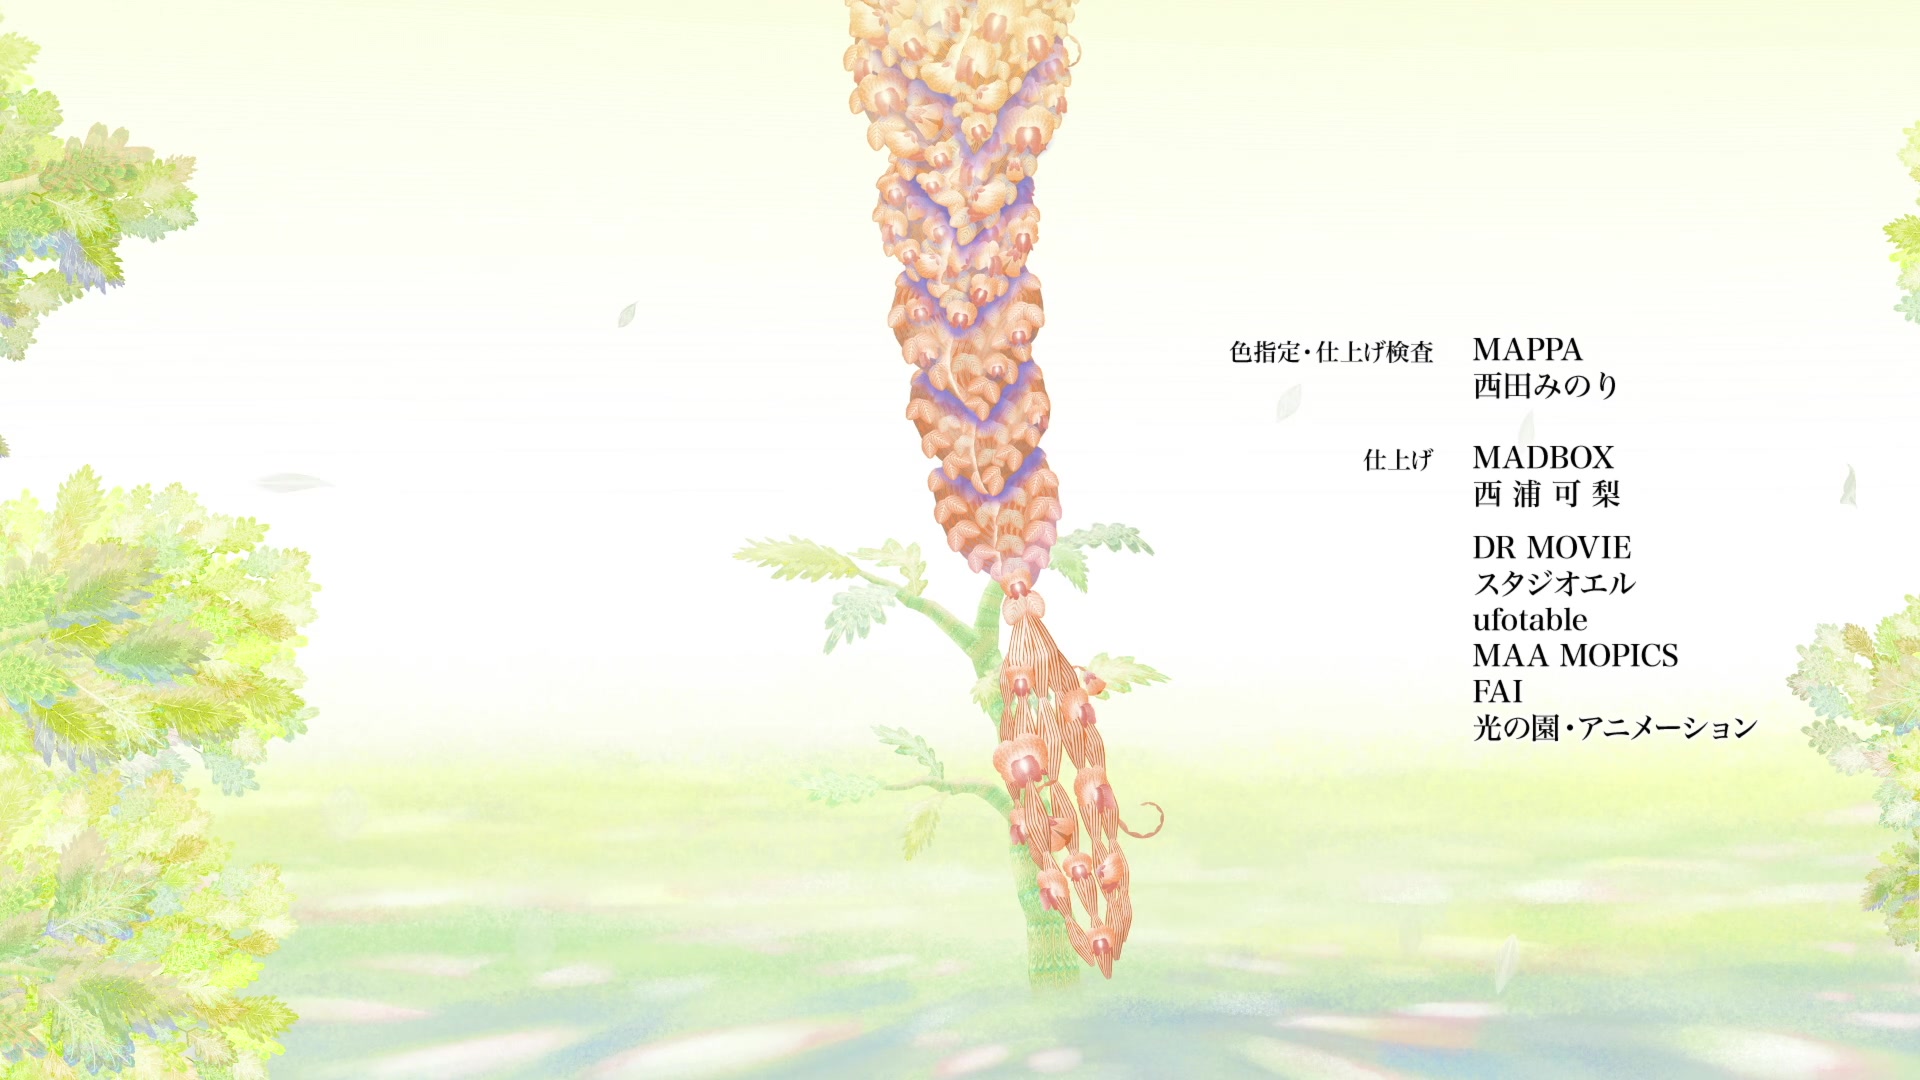 色指定・仕上げ検査 MAPPA
西田みのり
仕上げ MADBOX
西浦可梨
DR MOVIE
スタジオエル
ufotable
MAA MOPICS
FAI
光の園・アニメーション